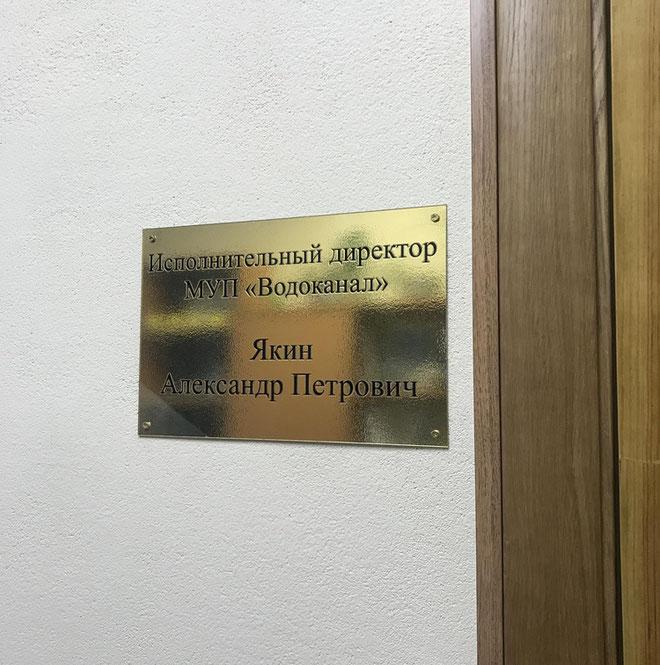 Исполнительный директор
МУП «Водоканал»
Якин
Александр Петрович